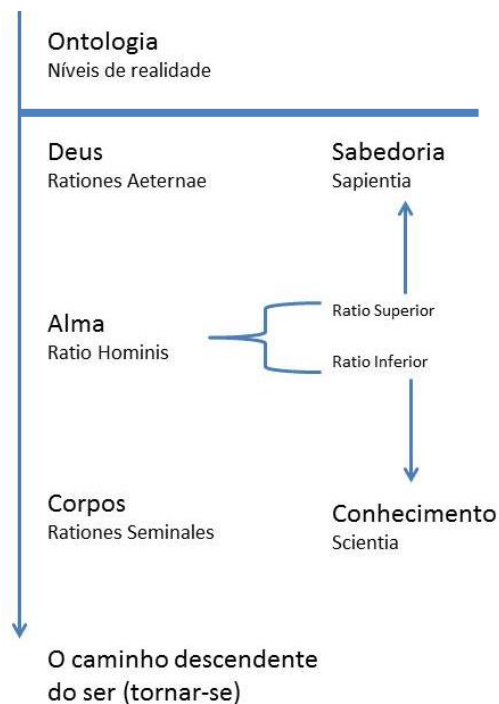 Ontologia
Níveis de realidade
Deus
Rationes Aeternae
Sabedoria
Sapientia
Alma
Ratio Hominis
Ratio Superior
Ratio Inferior
Corpos
Rationes Seminales
Conhecimento
Scientia
O caminho descendente
do ser (tornar-se)